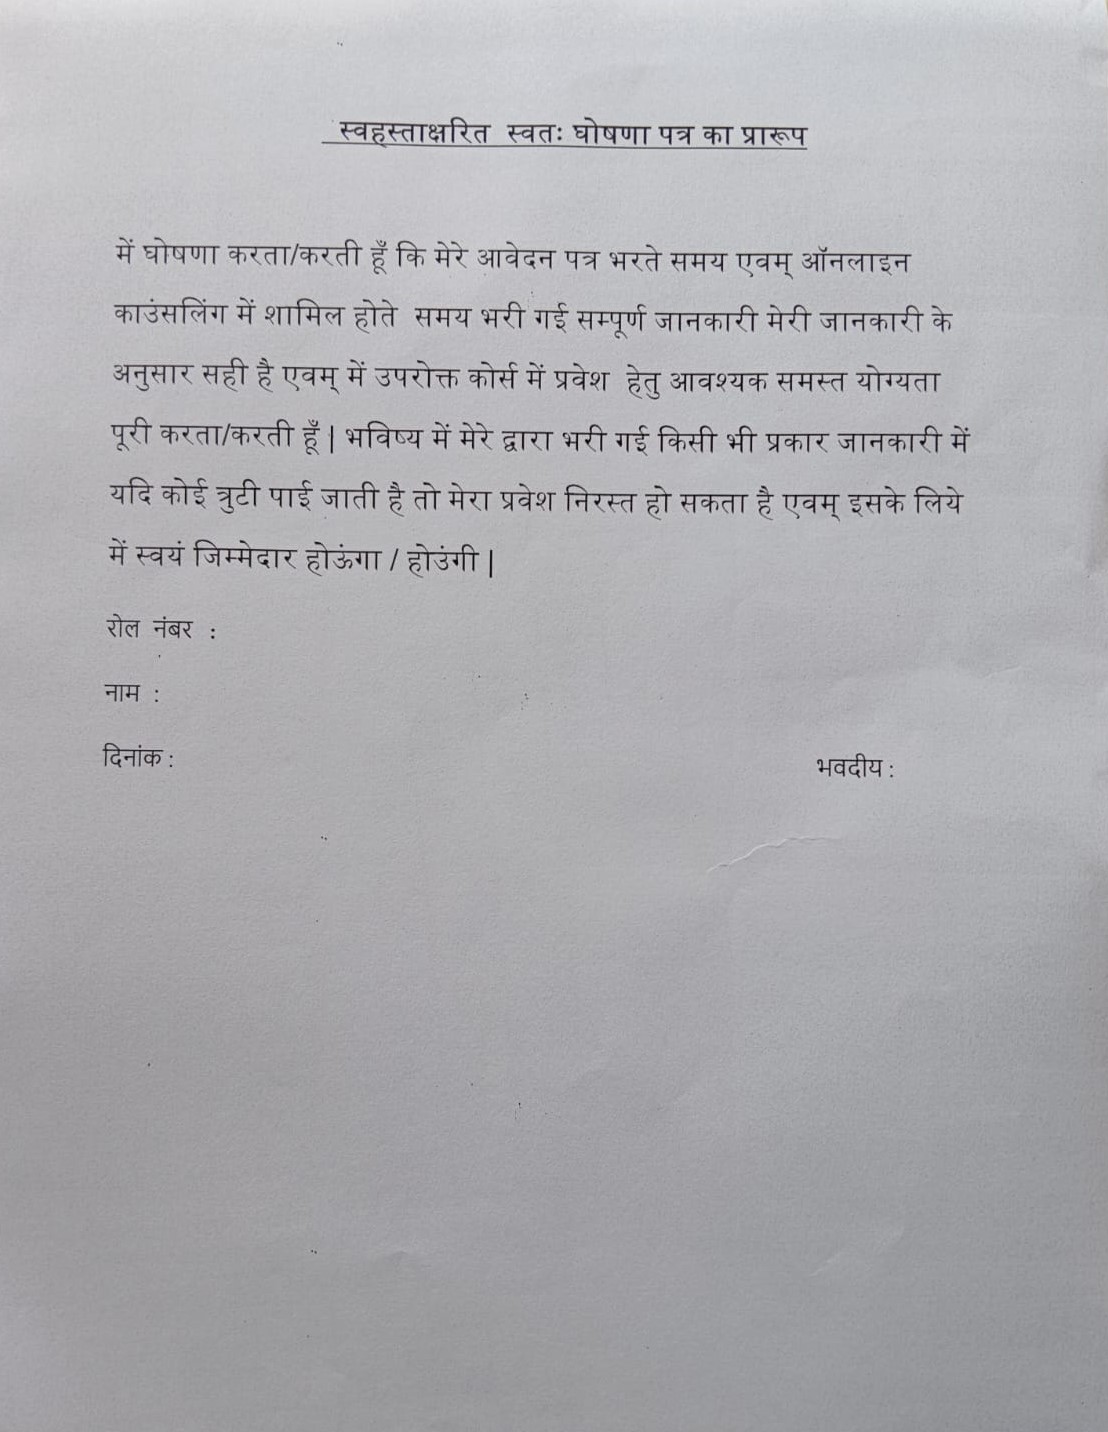 स्वहस्ताक्षरित स्वतः घोषणा पत्र का प्रारूप
में घोषणा करता/करती हूँ कि मेरे आवेदन पत्र भरते समय एवम् ऑनलाइन
काउंसलिंग में शामिल होते समय भरी गई सम्पूर्ण जानकारी मेरी जानकारी के
अनुसार सही है एवम् में उपरोक्त कोर्स में प्रवेश हेतु आवश्यक समस्त योग्यता
पूरी करता/करती हूँ | भविष्य में मेरे द्वारा भरी गई किसी भी प्रकार जानकारी में
यदि कोई त्रुटी पाई जाती है तो मेरा प्रवेश निरस्त हो सकता है एवम् इसके लिये
में स्वयं जिम्मेदार होऊंगा / होउंगी |
रोल नंबर :
नाम :
दिनांक :
भवदीय :